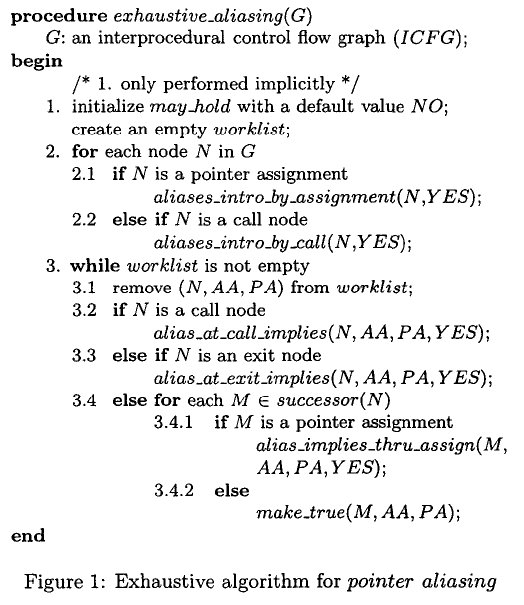 procedure exhaustive_aliasing(G)
G: an interprocedural control flow graph (ICFG);
begin
/* 1. only performed implicitly */
1. initialize may_hold with a default value NO;
create an empty worklist;
2. for each node N in G
2.1 if N is a pointer assignment
aliases_intro_by_assignment(N,YES);
2.2 else if N is a call node
aliases_intro_by_call(N,YES);
3. while worklist is not empty
3.1 remove (N, AA, PA) from worklist;
3.2 if N is a call node
alias_at_call_implies(N, AA, PA, YES);
3.3 else if N is an exit node
alias_at_exit_implies(N, AA, PA, YES);
3.4 else for each M ∈ successor(N)
3.4.1 if M is a pointer assignment
alias_implies_thru_assign(M,
AA, PA, YES);
3.4.2 else
make_true(M, AA, PA);
end
Figure 1: Exhaustive algorithm for pointer aliasing